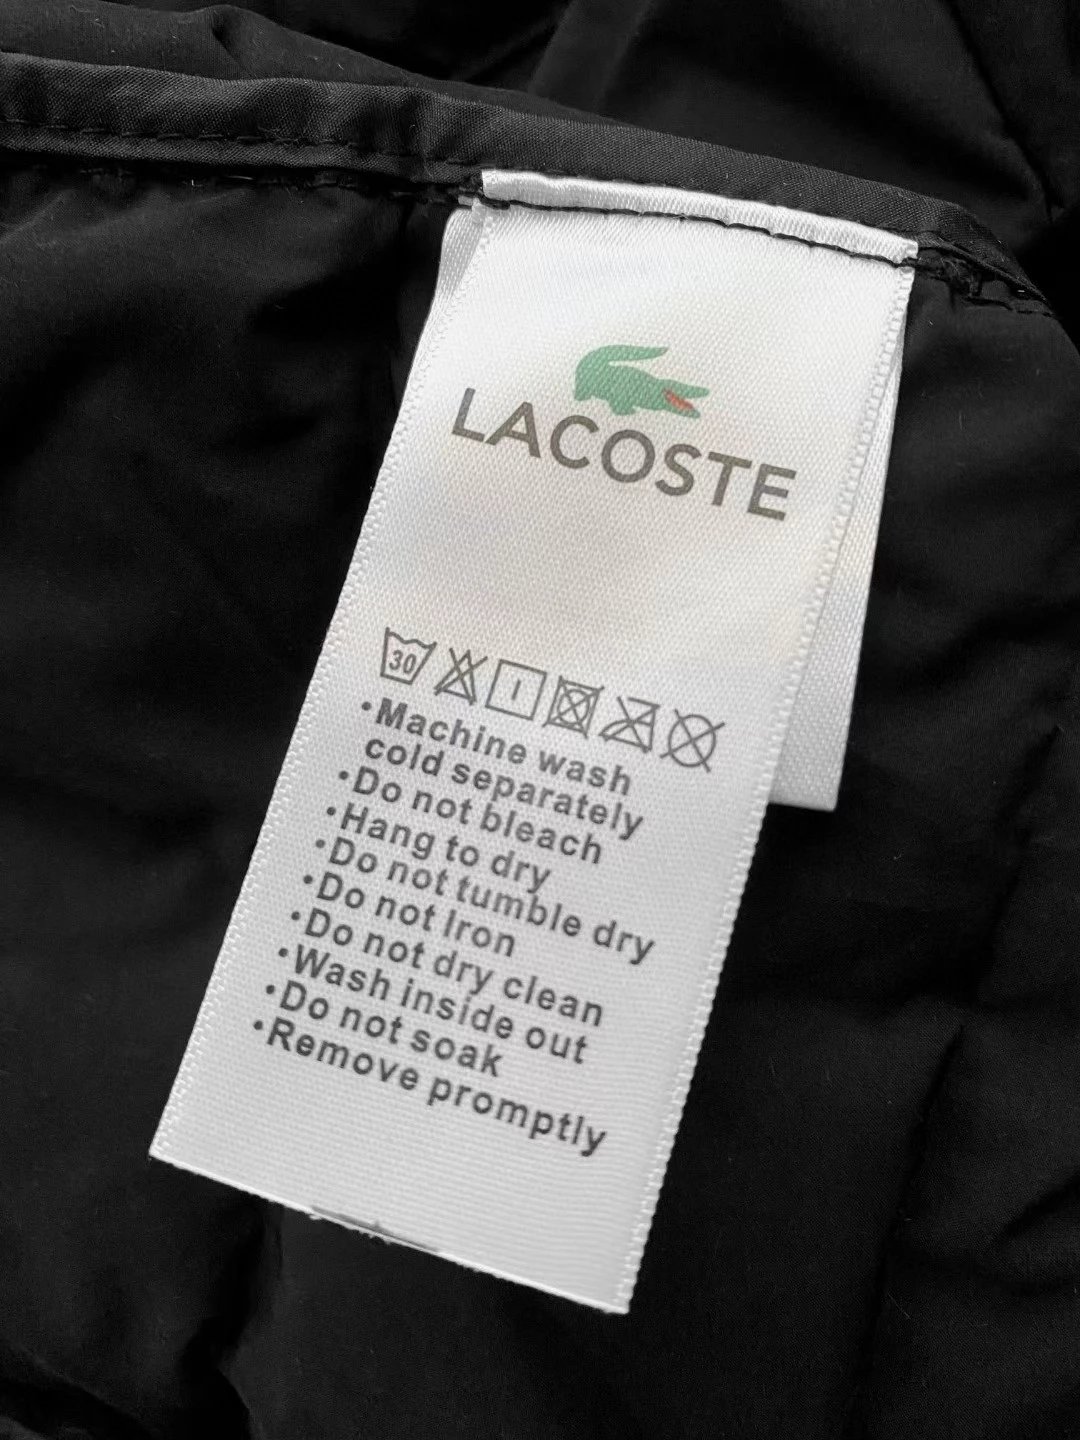 LACOSTE
30
•Machine wash
cold separately
•Do not bleach
•Hang to dry
•Do not tumble dry
•Do not Iron
•Do not dry clean
•Wash inside out
•Do not soak
•Remove promptly